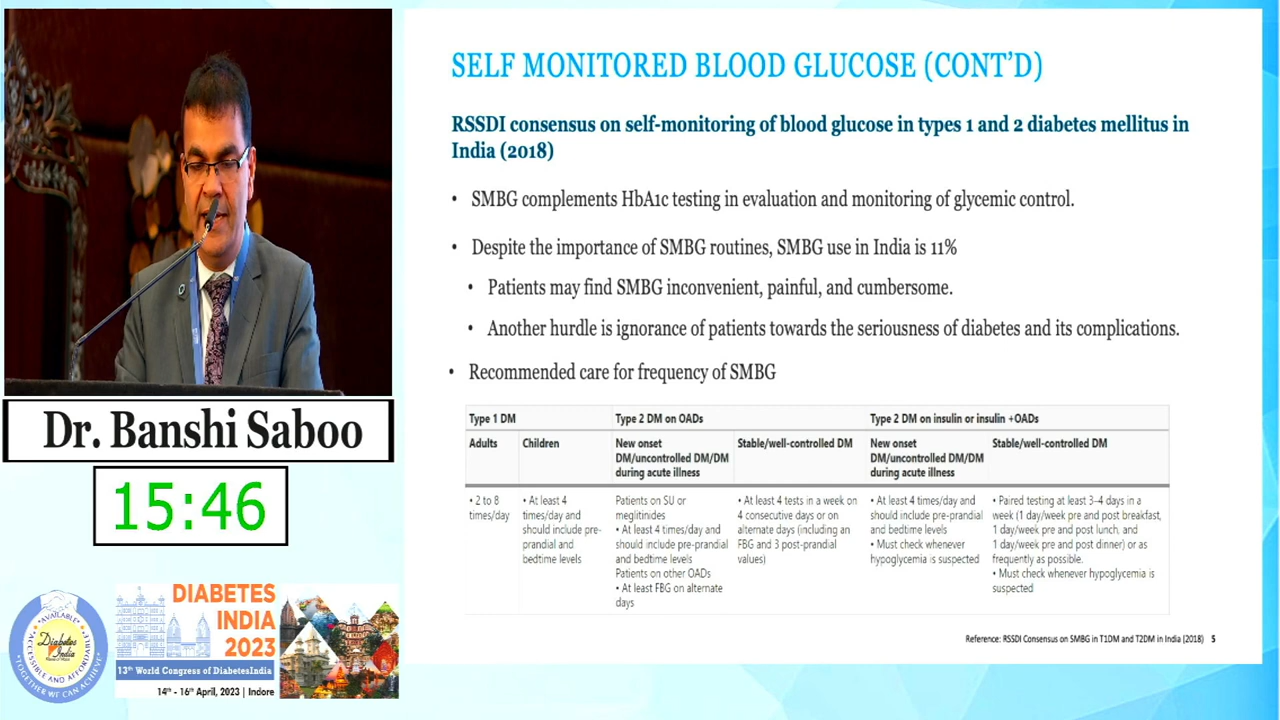 SELF MONITORED BLOOD GLUCOSE (CONT'D)
RSSDI consensus on self-monitoring of blood glucose in types 1 and 2 diabetes mellitus in
India (2018)
• SMBG complements HbA1c testing in evaluation and monitoring of glycemic control.
• Despite the importance of SMBG routines, SMBG use in India is 11%
• Patients may find SMBG inconvenient, painful, and cumbersome.
• Another hurdle is ignorance of patients towards the seriousness of diabetes and its complications.
• Recommended care for frequency of SMBG
Type 1 DM
Type 2 DM on OADs
Type 2 DM on insulin or insulin +OADs
Adults
Children
New onset
DM/uncontrolled DM/DM
during acute illness
Stable/well-controlled DM
New onset
DM/uncontrolled DM/DM
during acute illness
Stable/well-controlled DM
• 2 to 8
times/day
• At least 4
times/day and
should include pre-
prandial and
bedtime levels
Patients on SU or
meglitinides
• At least 4 times/day and
should include pre-prandial
and bedtime levels
Patients on other OADs
• At least FBG on alternate
days
• At least 4 tests in a week on
4 consecutive days or on
alternate days (including an
FBG and 3 post-prandial
values)
• At least 4 times/day and
should include pre-prandial
and bedtime levels
• Must check whenever
hypoglycemia is suspected
• Paired testing at least 3-4 days in a
week (1 day/week pre and post breakfast,
1 day/week pre and post lunch, and
1 day/week pre and post dinner) or as
frequently as possible.
• Must check whenever hypoglycemia is
suspected
Reference: RSSDI Consensus on SMBG in T1DM and T2DM in India [2018) 5
Dr. Banshi Saboo
15:46
AVAILABLE
ACCESSIBLE AND AFFORDABLE
Diabetes
India
TOGETHER WE CAN ACHIEVE
DIABETES
INDIA
2023
13th World Congress of DiabetesIndia
14th - 16th April, 2023 | Indore